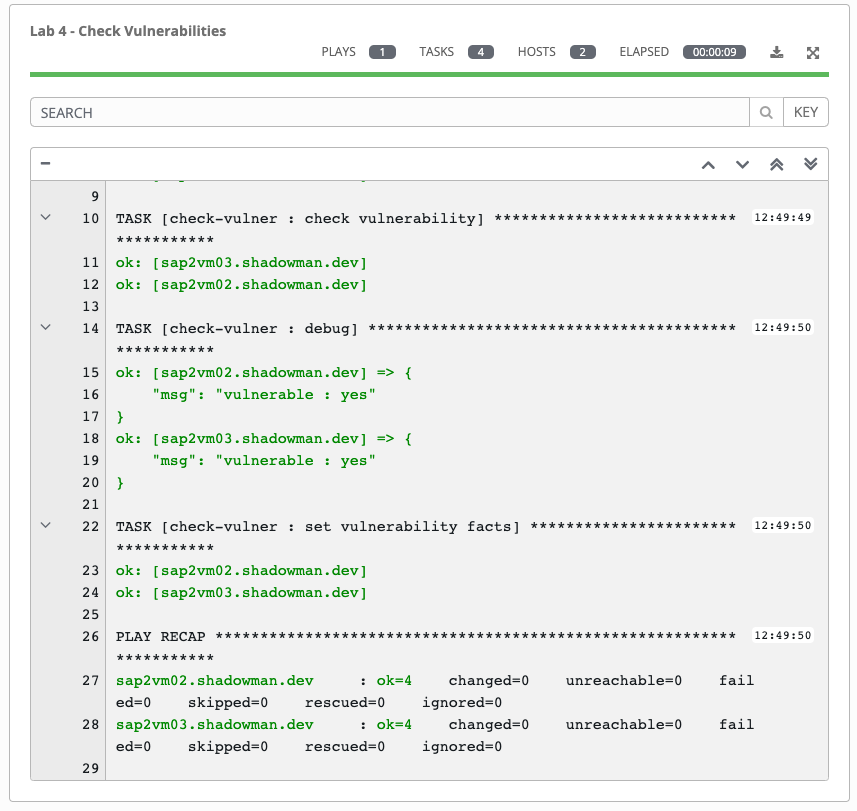 Lab 4 - Check Vulnerabilities
PLAYS 1 TASKS 4 HOSTS 2 ELAPSED 00:00:09
SEARCH KEY
9
10 TASK [check-vulner : check vulnerability] *************************** 12:49:49
***********
11 ok: [sap2vm03.shadowman.dev]
12 ok: [sap2vm02.shadowman.dev]
13
14 TASK [check-vulner : debug] ***************************************** 12:49:50
***********
15 ok: [sap2vm02.shadowman.dev] => {
16     "msg": "vulnerable : yes"
17 }
18 ok: [sap2vm03.shadowman.dev] => {
19     "msg": "vulnerable : yes"
20 }
21
22 TASK [check-vulner : set vulnerability facts] *********************** 12:49:50
***********
23 ok: [sap2vm02.shadowman.dev]
24 ok: [sap2vm03.shadowman.dev]
25
26 PLAY RECAP ********************************************************** 12:49:50
***********
27 sap2vm02.shadowman.dev     : ok=4    changed=0    unreachable=0    fail
ed=0    skipped=0    rescued=0    ignored=0
28 sap2vm03.shadowman.dev     : ok=4    changed=0    unreachable=0    fail
ed=0    skipped=0    rescued=0    ignored=0
29